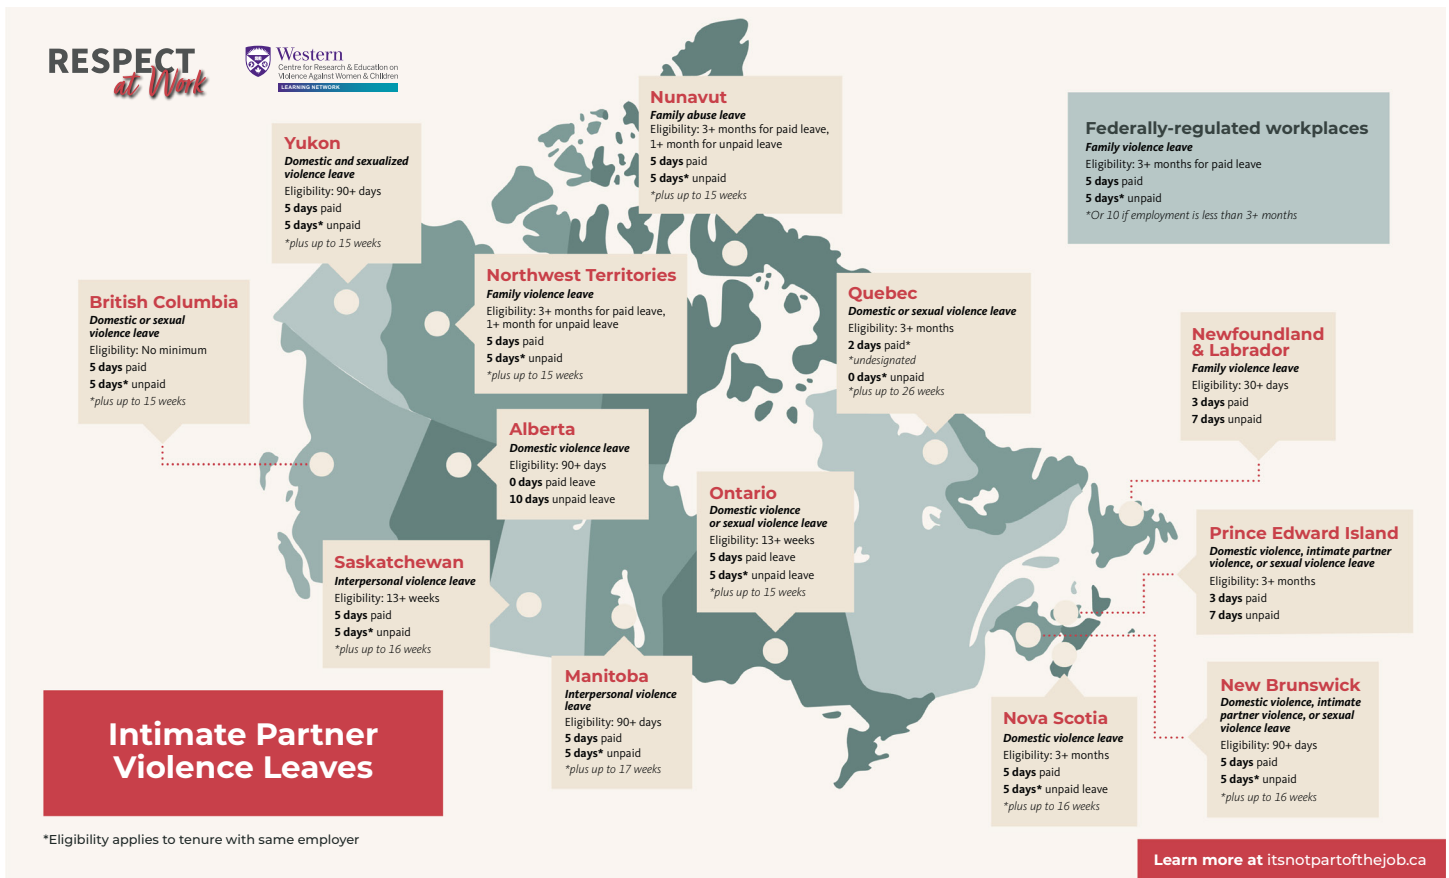 RESPECT
at Work
Western
Centre for Research & Education on
Violence Against Women & Children
LEARNING NETWORK
Nunavut
Family abuse leave
Eligibility: 3+ months for paid leave,
1+ month for unpaid leave
5 days paid
5 days* unpaid
*plus up to 15 weeks
Federally-regulated workplaces
Family violence leave
Eligibility: 3+ months for paid leave
5 days paid
5 days* unpaid
*Or 10 if employment is less than 3+ months
Yukon
Domestic and sexualized
violence leave
Eligibility: 90+ days
5 days paid
5 days* unpaid
*plus up to 15 weeks
British Columbia
Domestic or sexual
violence leave
Eligibility: No minimum
5 days paid
5 days* unpaid
*plus up to 15 weeks
Northwest Territories
Family violence leave
Eligibility: 3+ months for paid leave,
1+ month for unpaid leave
5 days paid
5 days* unpaid
*plus up to 15 weeks
Quebec
Domestic or sexual violence leave
Eligibility: 3+ months
2 days paid*
*undesignated
0 days* unpaid
*plus up to 26 weeks
Newfoundland
& Labrador
Family violence leave
Eligibility: 30+ days
3 days paid
7 days unpaid
Alberta
Domestic violence leave
Eligibility: 90+ days
0 days paid leave
10 days unpaid leave
Ontario
Domestic violence
or sexual violence leave
Eligibility: 13+ weeks
5 days paid leave
5 days* unpaid leave
*plus up to 15 weeks
Prince Edward Island
Domestic violence, intimate partner
violence, or sexual violence leave
Eligibility: 3+ months
3 days paid
7 days unpaid
Saskatchewan
Interpersonal violence leave
Eligibility: 13+ weeks
5 days paid
5 days* unpaid
*plus up to 16 weeks
Manitoba
Interpersonal violence
leave
Eligibility: 90+ days
5 days paid
5 days* unpaid
*plus up to 17 weeks
Nova Scotia
Domestic violence leave
Eligibility: 3+ months
5 days paid
5 days* unpaid leave
*plus up to 16 weeks
New Brunswick
Domestic violence, intimate
partner violence, or sexual
violence leave
Eligibility: 90+ days
5 days paid
5 days* unpaid
*plus up to 16 weeks
Intimate Partner
Violence Leaves
*Eligibility applies to tenure with same employer
Learn more at itsnotpartofthejob.ca